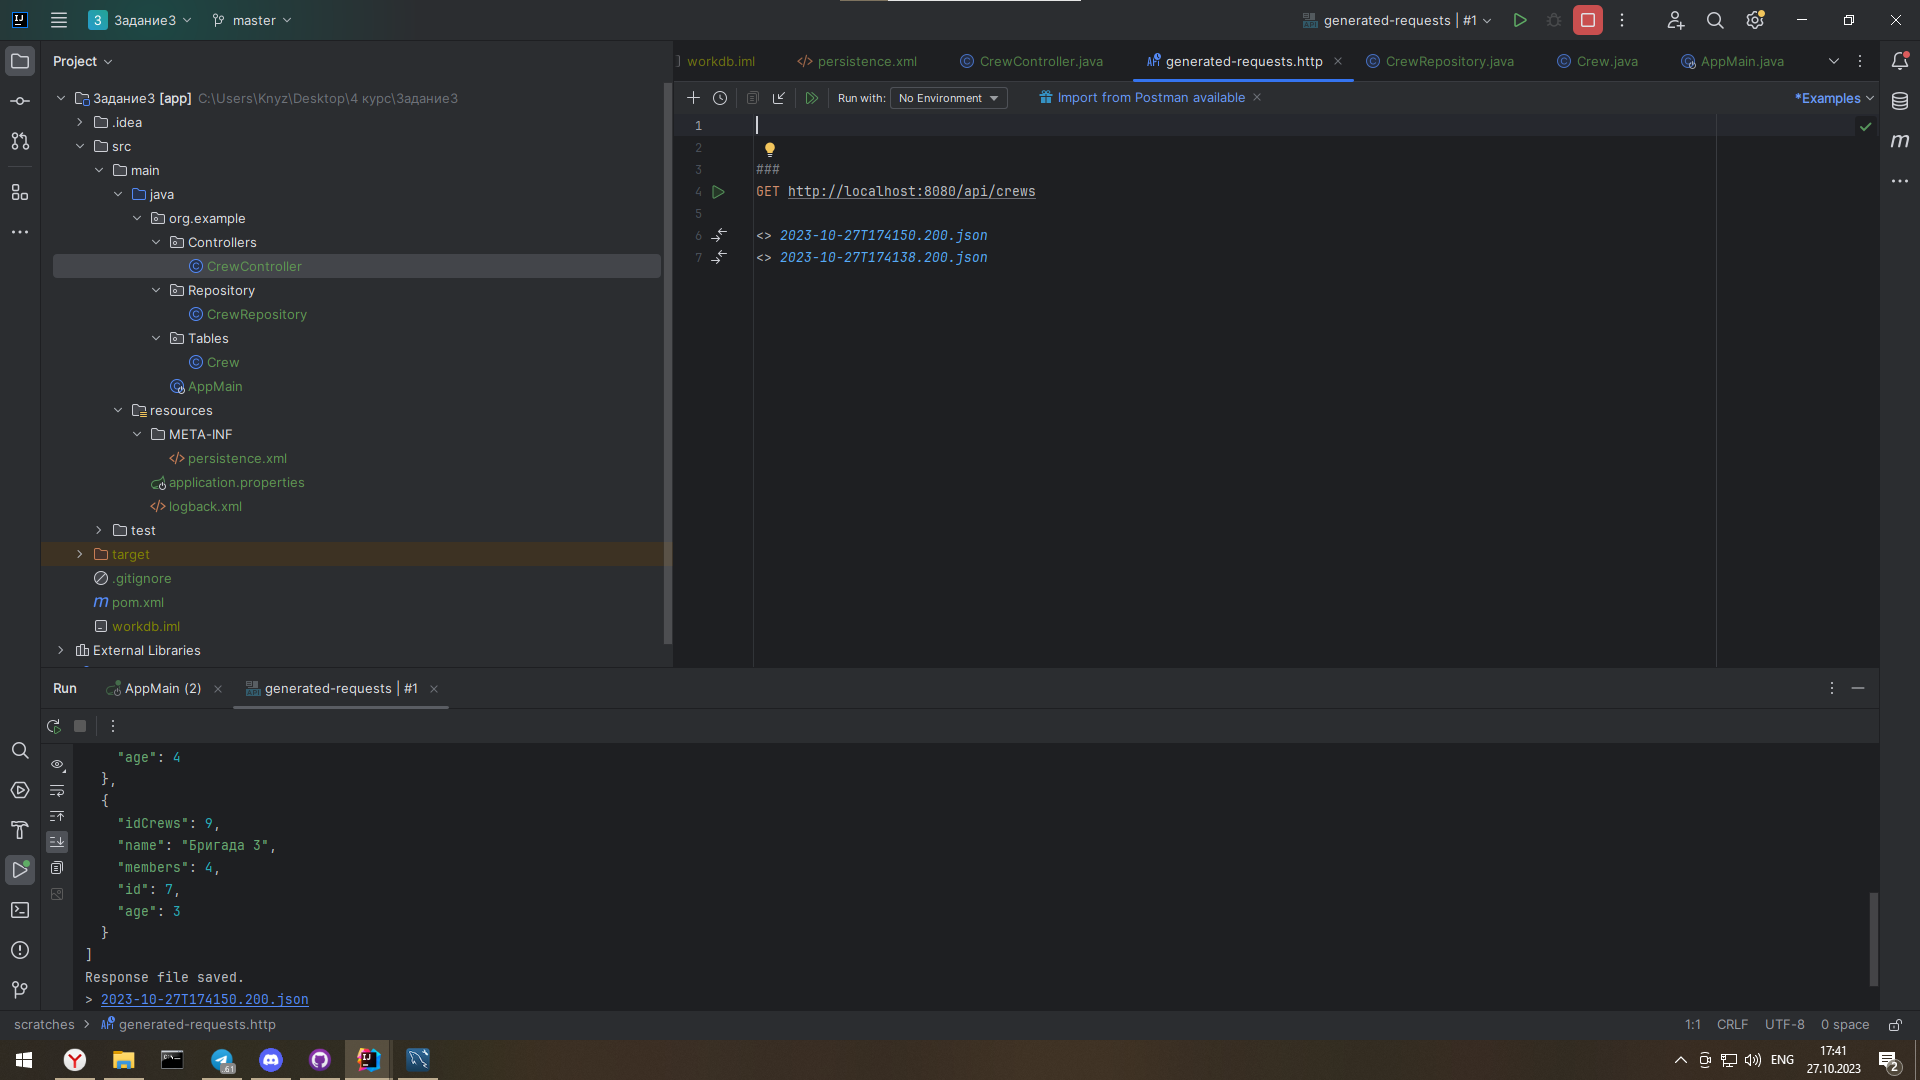 3 Задание3 master generated-requests | #1
Project
workdb.iml persistence.xml CrewController.java generated-requests.http CrewRepository.java Crew.java AppMain.java
Задание3 [app] C:\Users\Knyz\Desktop\4 курс\Задание3
.idea
src
main
java
org.example
Controllers
CrewController
Repository
CrewRepository
Tables
Crew
AppMain
resources
META-INF
persistence.xml
application.properties
logback.xml
test
target
.gitignore
pom.xml
workdb.iml
External Libraries
Run with: No Environment Import from Postman available *Examples
1
2
3 ###
4 GET http://localhost:8080/api/crews
5
6 <> 2023-10-27T174150.200.json
7 <> 2023-10-27T174138.200.json
Run AppMain (2) generated-requests | #1
"age": 4
},
{
"idCrews": 9,
"name": "Бригада 3",
"members": 4,
"id": 7,
"age": 3
}
]
Response file saved.
> 2023-10-27T174150.200.json
scratches > generated-requests.http
1:1 CRLF UTF-8 0 space
61 ENG 17:41
27.10.2023 2